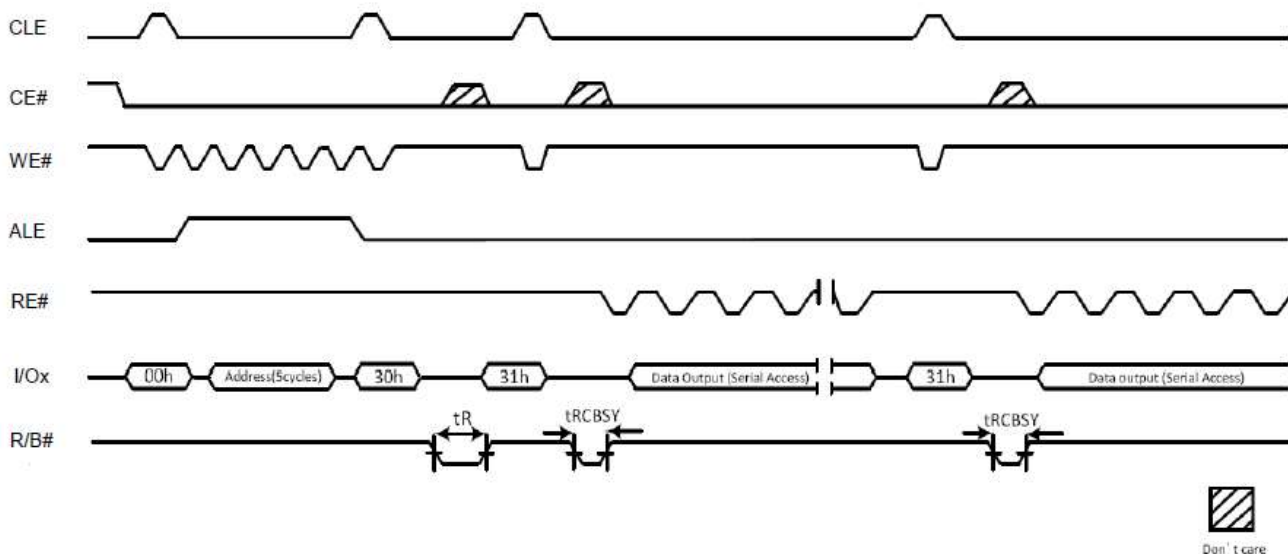 CLE
CE#
WE#
ALE
RE#
I/Ox
00h
Address(5cycles)
30h
31h
Data Output (Serial Access)
31h
Data output (Serial Access)
R/B#
tR
tRCBSY
tRCBSY
Don't care